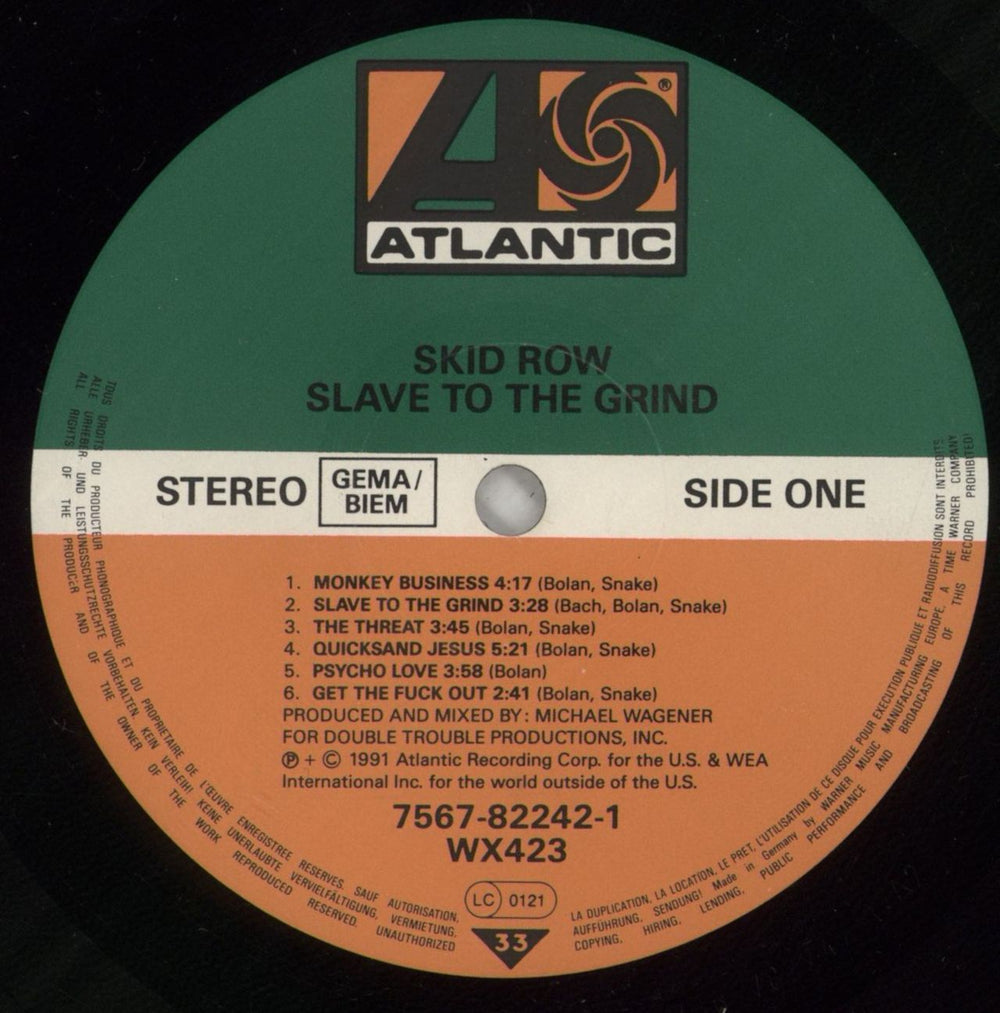 ATLANTIC
®
SKID ROW
SLAVE TO THE GRIND
STEREO
GEMA/
BIEM
SIDE ONE
1. MONKEY BUSINESS 4:17 (Bolan, Snake)
2. SLAVE TO THE GRIND 3:28 (Bach, Bolan, Snake)
3. THE THREAT 3:45 (Bolan, Snake)
4. QUICKSAND JESUS 5:21 (Bolan, Snake)
5. PSYCHO LOVE 3:58 (Bolan)
6. GET THE FUCK OUT 2:41 (Bolan, Snake)
PRODUCED AND MIXED BY: MICHAEL WAGENER
FOR DOUBLE TROUBLE PRODUCTIONS, INC.
℗ + © 1991 Atlantic Recording Corp. for the U.S. & WEA
International Inc. for the world outside of the U.S.
7567-82242-1
WX423
LC 0121
33
TOUS DROITS DU PRODUCTEUR PHONOGRAPHIQUE ET DU PROPRIETAIRE DE L'ŒUVRE ENREGISTREE RESERVES. SAUF AUTORISATION,
LA DUPLICATION, LA LOCATION, LE PRET, L'UTILISATION DE CE DISQUE POUR EXECUTION PUBLIQUE ET RADIODIFFUSION SONT INTERDITS.
ALLE URHEBER- UND LEISTUNGSSCHUTZRECHTE VORBEHALTEN. KEIN VERLEIH! KEINE UNERLAUBTE VERVIELFÄLTIGUNG, VERMIETUNG,
AUFFÜHRUNG, SENDUNG! Made in Germany by WARNER MUSIC MANUFACTURING EUROPE, A TIME WARNER COMPANY
ALL RIGHTS OF THE PRODUCER AND OF THE OWNER OF THE WORK REPRODUCED RESERVED. UNAUTHORIZED
COPYING, HIRING, LENDING, PUBLIC PERFORMANCE AND BROADCASTING OF THIS RECORD PROHIBITED!